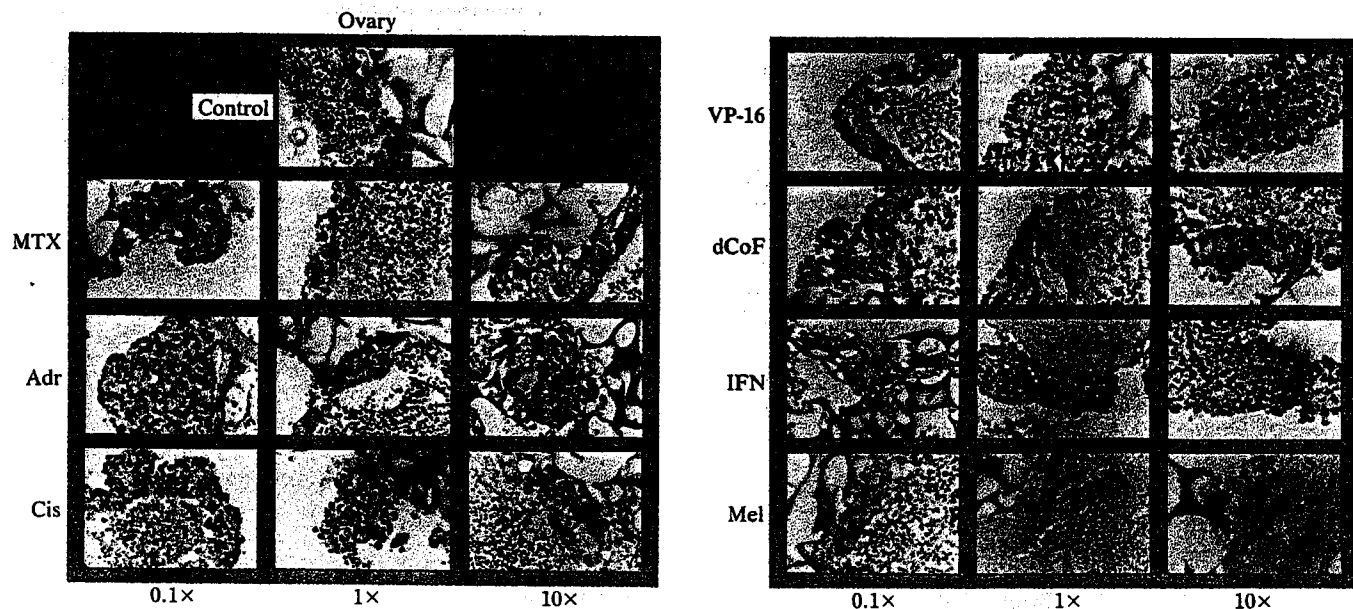 Ovary
Control
MTX
Adr
Cis
0.1× 1× 10×
VP-16
dCoF
IFN
Mel
0.1× 1× 10×